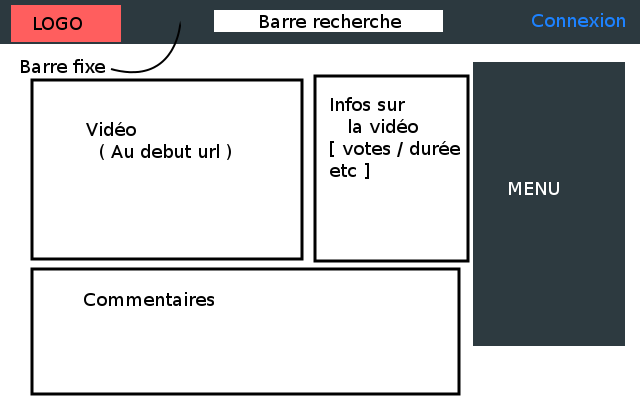 LOGO
Barre recherche
Connexion
Barre fixe
Vidéo
( Au debut url )
Infos sur
la vidéo
[ votes / durée
etc ]
MENU
Commentaires